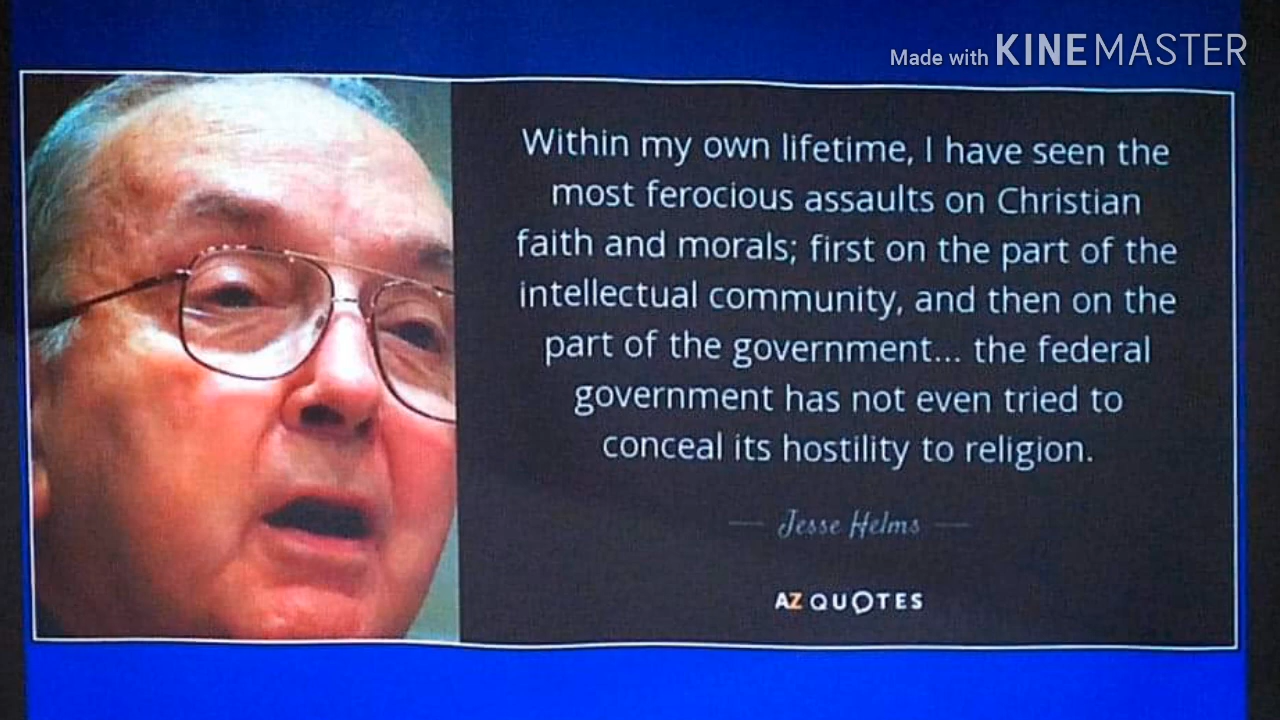 Made with KINEMASTER
Within my own lifetime, I have seen the
most ferocious assaults on Christian
faith and morals; first on the part of the
intellectual community, and then on the
part of the government... the federal
government has not even tried to
conceal its hostility to religion.
Jesse Helms
AZ QUOTES